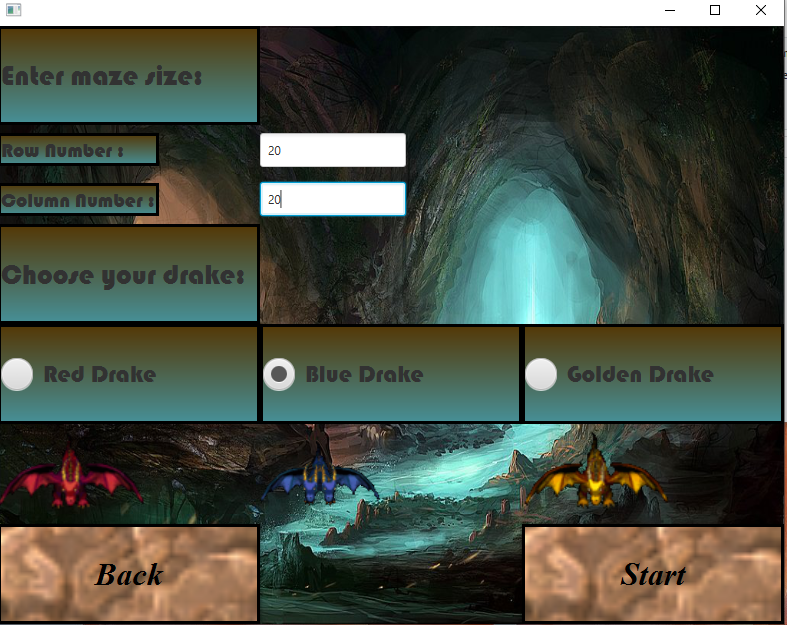 Enter maze size:
Row Number : 20
Column Number : 20
Choose your drake:
Red Drake Blue Drake Golden Drake
Back Start